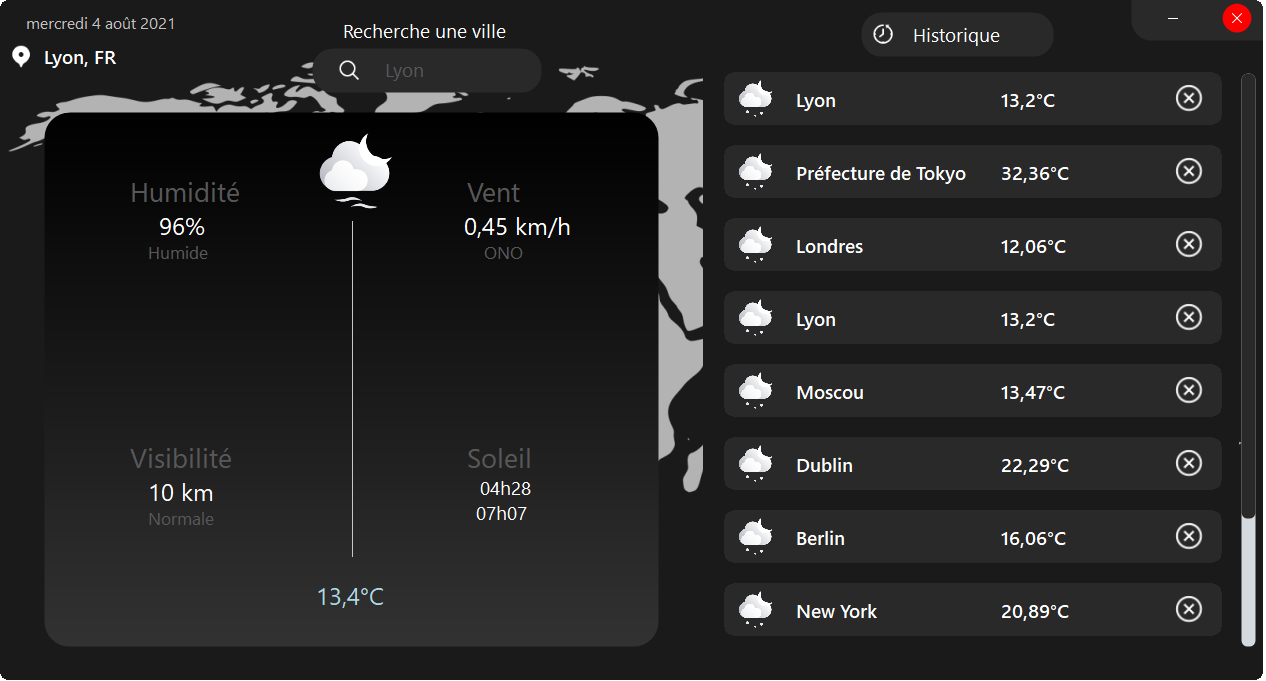 mercredi 4 août 2021
Lyon, FR
Recherche une ville
Lyon
Humidité
96%
Humide
Vent
0,45 km/h
ONO
Visibilité
10 km
Normale
Soleil
04h28
07h07
13,4°C
Historique
Lyon 13,2°C
Préfecture de Tokyo 32,36°C
Londres 12,06°C
Lyon 13,2°C
Moscou 13,47°C
Dublin 22,29°C
Berlin 16,06°C
New York 20,89°C